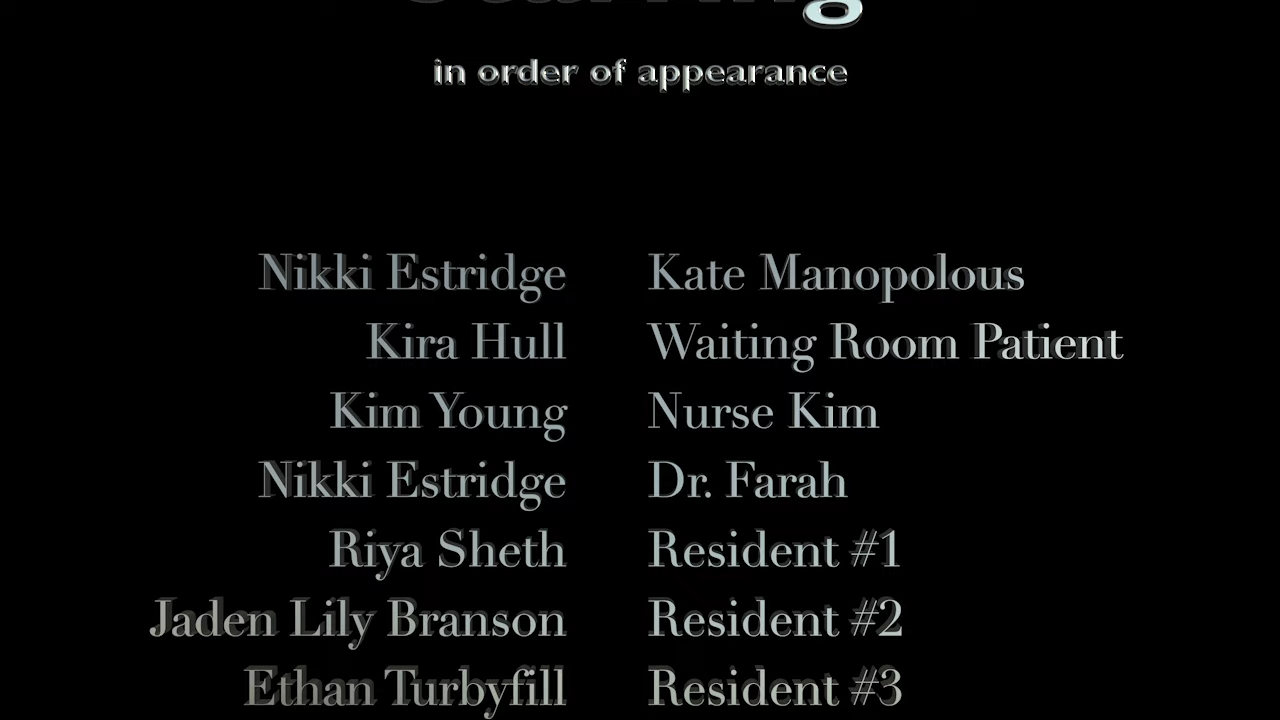 in order of appearance
Nikki Estridge Kate Manopolous
Kira Hull Waiting Room Patient
Kim Young Nurse Kim
Nikki Estridge Dr. Farah
Riya Sheth Resident #1
Jaden Lily Branson Resident #2
Ethan Turbyfill Resident #3